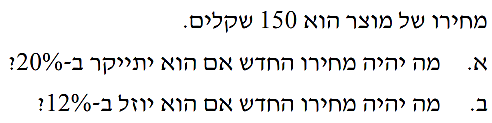 מחירו של מוצר הוא 150 שקלים.
א. מה יהיה מחירו החדש אם הוא יתייקר ב-20%?
ב. מה יהיה מחירו החדש אם הוא יוזל ב-12%?